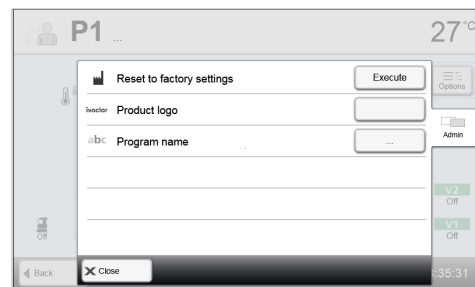 P1 ...
27°C
Reset to factory settings
Execute
Options
ivoclar
Product logo
abc
Program name
...
Admin
V2
Off
V1
Off
Off
Back
Close
:35:31